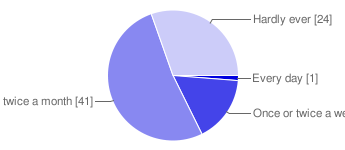 Hardly ever [24]
Every day [1]
twice a month [41]
Once or twice a we